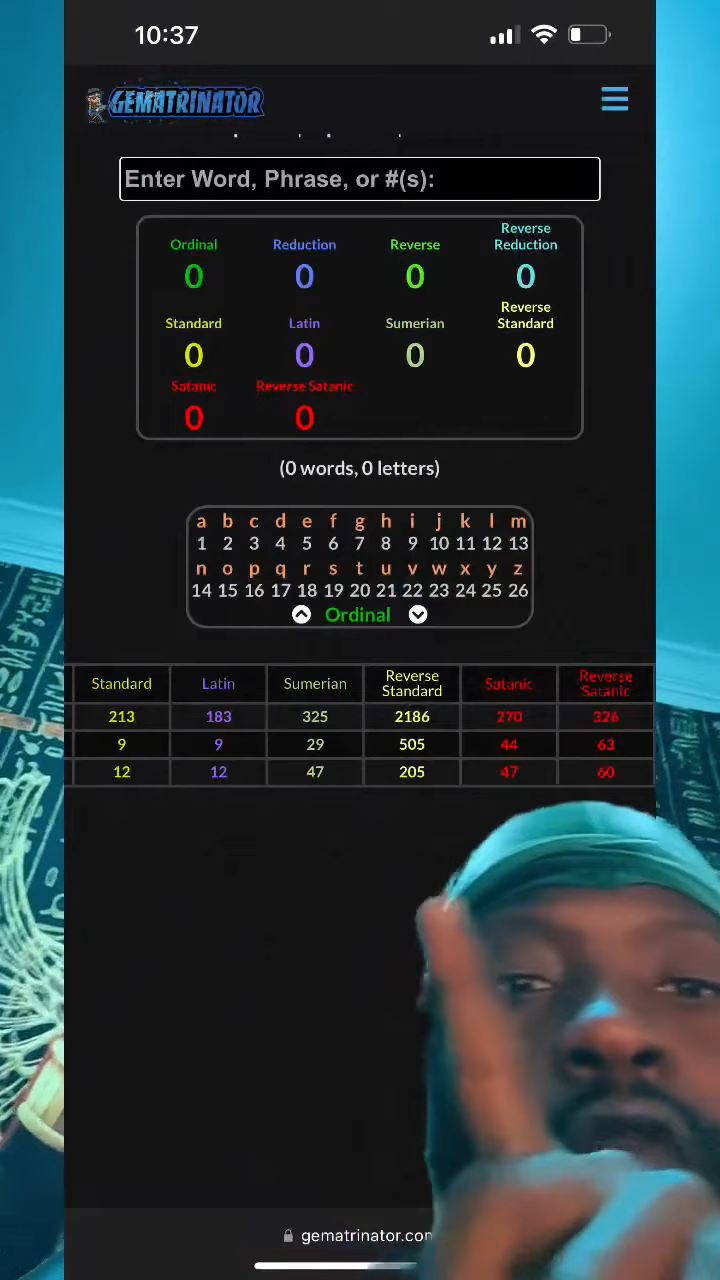 10:37
GEMATRINATOR
Enter Word, Phrase, or #(s):
Ordinal Reduction Reverse Reverse Reduction
0 0 0 0
Standard Latin Sumerian Reverse Standard
0 0 0 0
Satanic Reverse Satanic
0 0
(0 words, 0 letters)
a b c d e f g h i j k l m
1 2 3 4 5 6 7 8 9 10 11 12 13
n o p q r s t u v w x y z
14 15 16 17 18 19 20 21 22 23 24 25 26
Ordinal
Standard Latin Sumerian Reverse Standard Satanic Reverse Satanic
213 183 325 2186 270 326
9 9 29 505 44 63
12 12 47 205 47 60
gematrinator.com